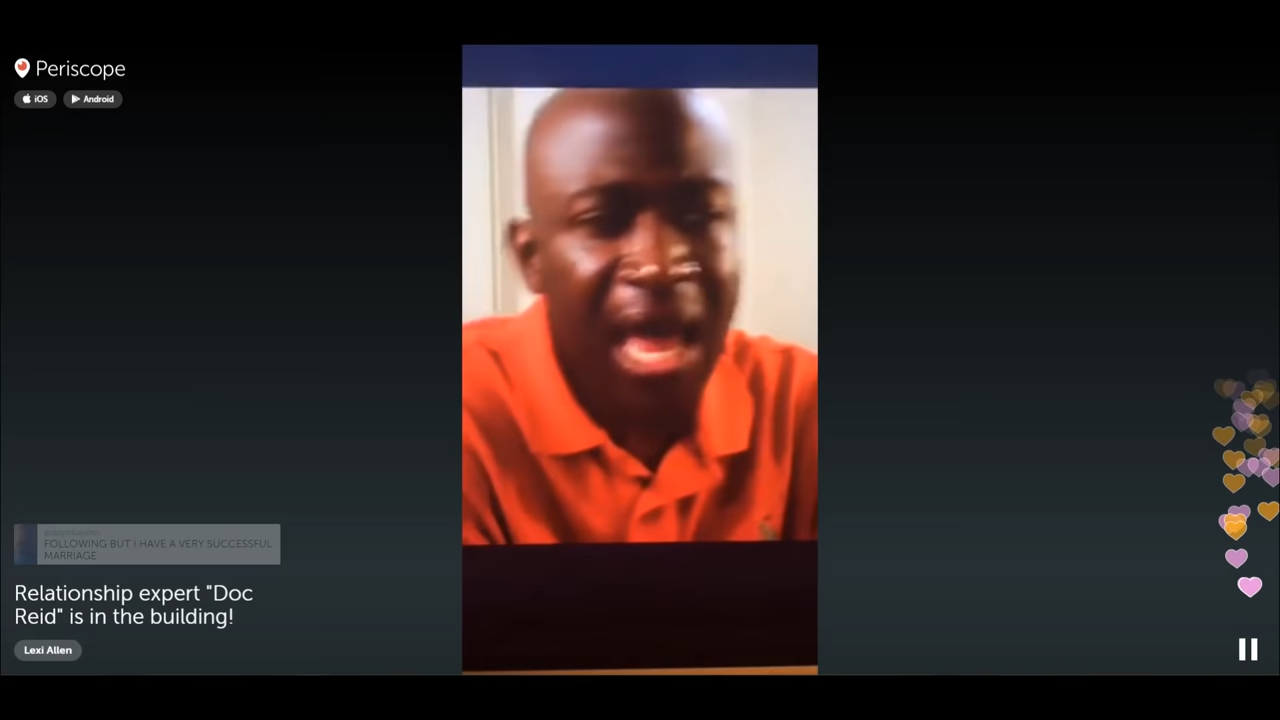 Periscope
iOS
Android
FOLLOWING BUT I HAVE A VERY SUCCESSFUL
MARRIAGE
Relationship expert "Doc
Reid" is in the building!
Lexi Allen